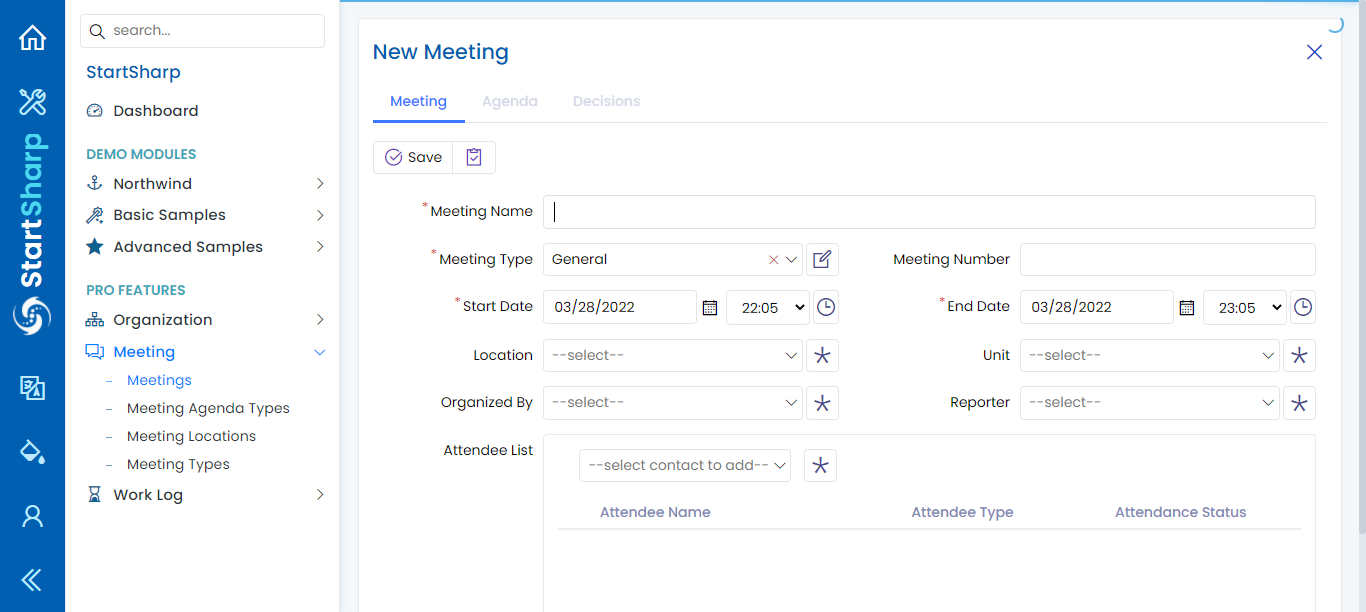 StartSharp
search...
StartSharp
Dashboard
DEMO MODULES
Northwind
Basic Samples
Advanced Samples
PRO FEATURES
Organization
Meeting
Meetings
Meeting Agenda Types
Meeting Locations
Meeting Types
Work Log
New Meeting
Meeting Agenda Decisions
Save
*Meeting Name
*Meeting Type General Meeting Number
*Start Date 03/28/2022 22:05 *End Date 03/28/2022 23:05
Location --select-- Unit --select--
Organized By --select-- Reporter --select--
Attendee List
--select contact to add--
Attendee Name Attendee Type Attendance Status